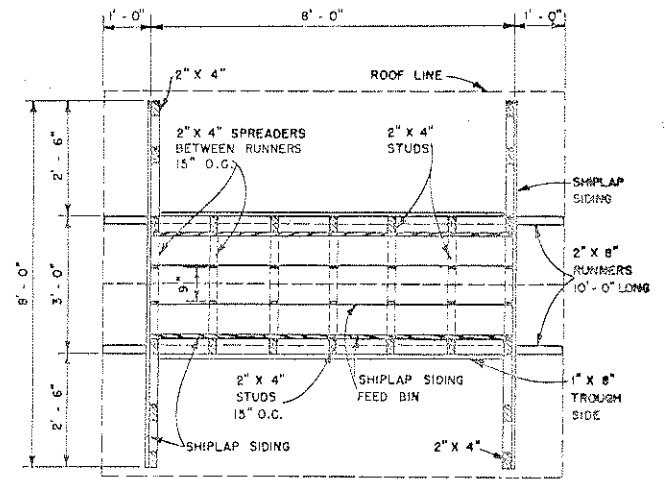 1'-0"
8'-0"
1'-0"
2" X 4"
ROOF LINE
2" X 4" SPREADERS
BETWEEN RUNNERS
15" O.C.
2" X 4"
STUDS
2'-6"
SHIPLAP
SIDING
8'-0"
3'-0"
9"
2" X 8"
RUNNERS
10'-0" LONG
2'-6"
2" X 4"
STUDS
15" O.C.
SHIPLAP SIDING
FEED BIN
1" X 8"
TROUGH
SIDE
SHIPLAP SIDING
2" X 4"